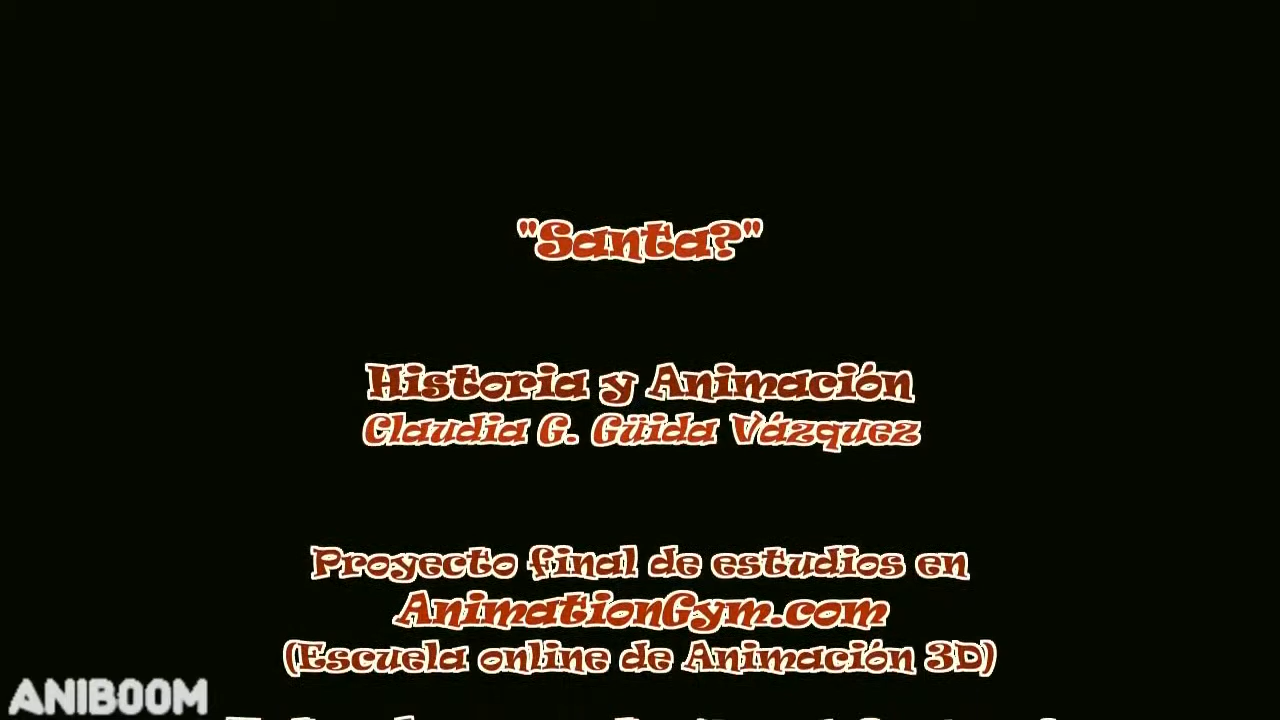 "Santa?"
Historia y Animación
Claudia G. Güida Vázquez
Proyecto final de estudios en
AnimationGym.com
(Escuela online de Animación 3D)
ANIBOOM